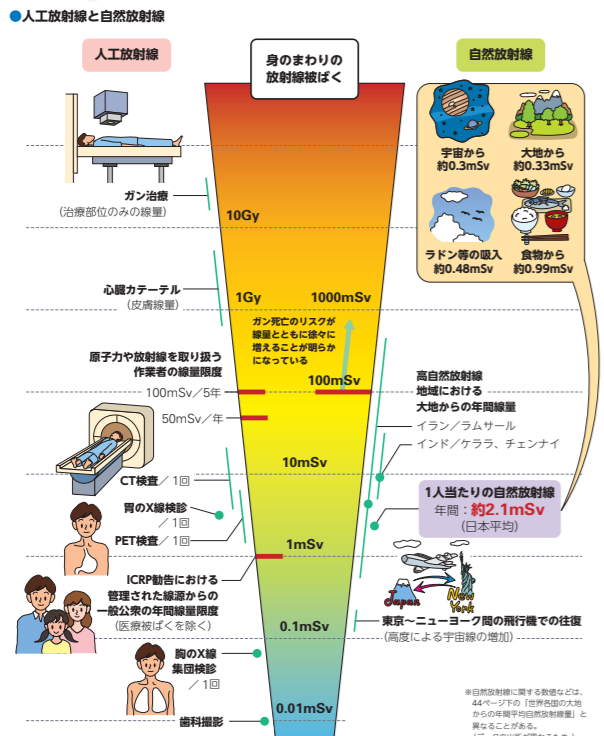 ●人工放射線と自然放射線
人工放射線
身のまわりの
放射線被ばく
自然放射線
宇宙から
約0.3mSv
大地から
約0.33mSv
ラドン等の吸入
約0.48mSv
食物から
約0.99mSv
ガン治療
(治療部位のみの線量)
10Gy
心臓カテーテル
(皮膚線量)
1Gy
1000mSv
ガン死亡のリスクが
線量とともに徐々に
増えることが明らか
になっている
原子力や放射線を取り扱う
作業者の線量限度
100mSv/5年
50mSv/年
100mSv
高自然放射線
地域における
大地からの年間線量
イラン/ラムサール
インド/ケララ、チェンナイ
10mSv
CT検査/1回
胃のX線検診
/1回
PET検査/1回
1人当たりの自然放射線
年間:約2.1mSv
(日本平均)
1mSv
ICRP勧告における
管理された線源からの
一般公衆の年間線量限度
(医療被ばくを除く)
Japan
New
York
0.1mSv
東京～ニューヨーク間の飛行機での往復
(高度による宇宙線の増加)
胸のX線
集団検診
/1回
0.01mSv
歯科撮影
※自然放射線に関する数値などは、
44ページ下の「世界各国の大地
からの年間平均自然放射線量」と
異なることがある。